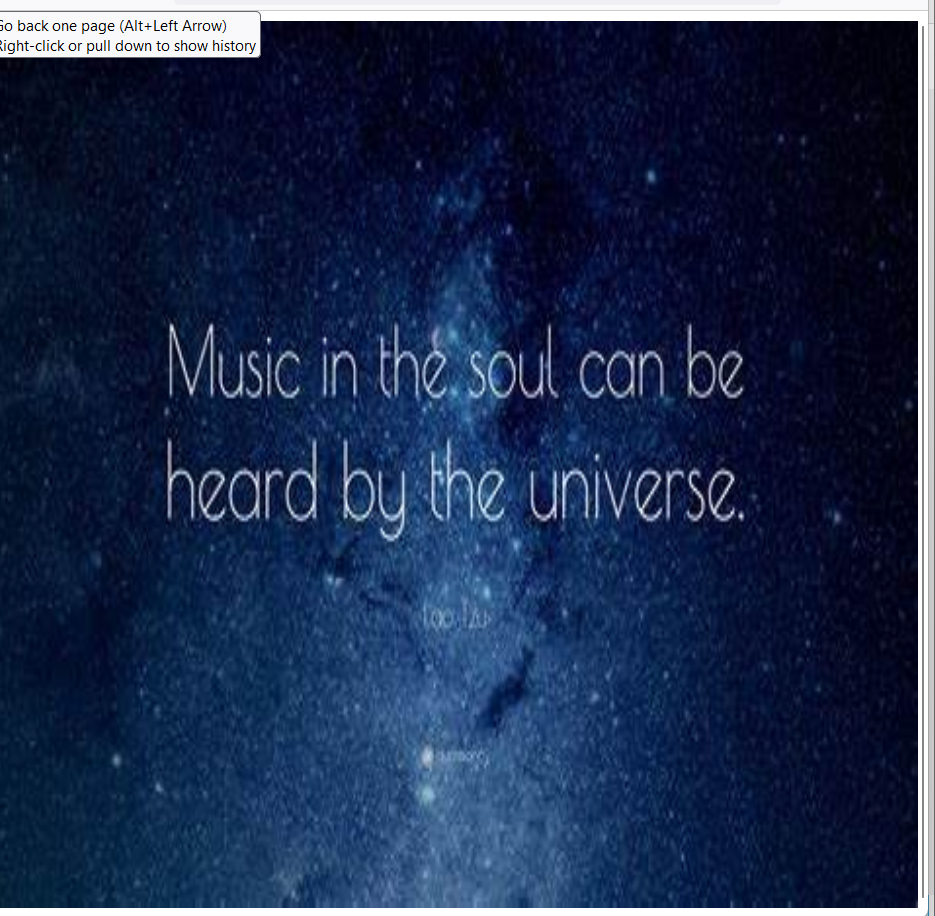 Go back one page (Alt+Left Arrow)
Right-click or pull down to show history
Music in the soul can be
heard by the universe.
Lao Tzu